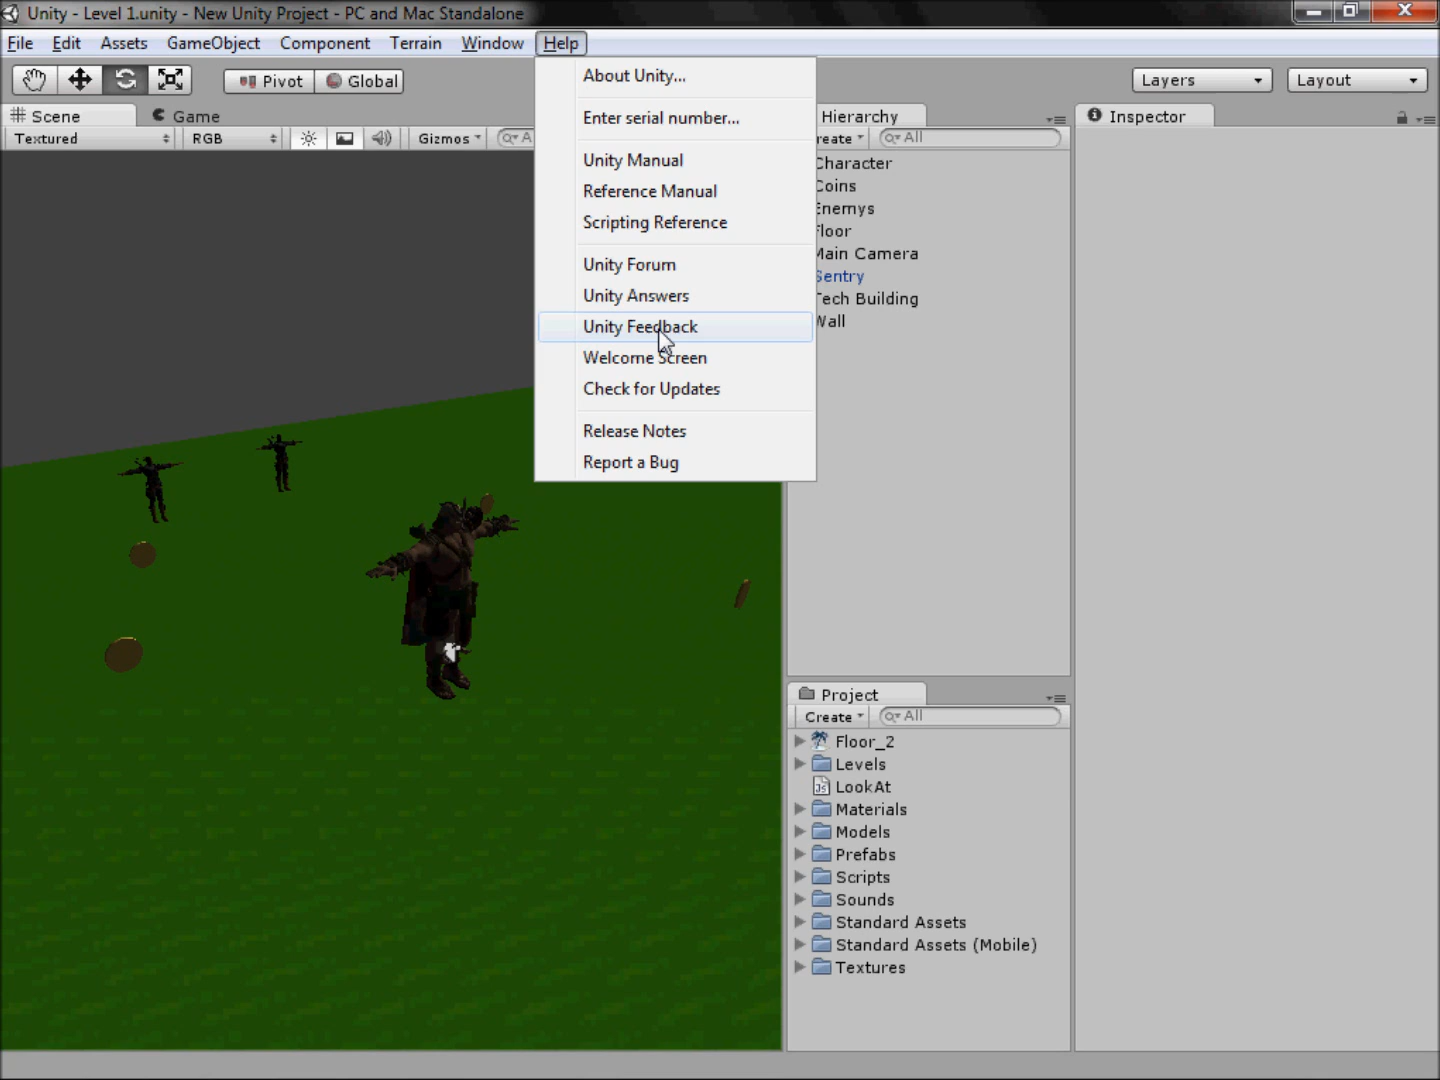 Unity - Level 1.unity - New Unity Project - PC and Mac Standalone
File Edit Assets GameObject Component Terrain Window Help
Pivot Global
Layers Layout
Scene Game
Textured RGB Gizmos A
About Unity...
Enter serial number...
Unity Manual
Reference Manual
Scripting Reference
Unity Forum
Unity Answers
Unity Feedback
Welcome Screen
Check for Updates
Release Notes
Report a Bug
Hierarchy
reate All
Character
Coins
Enemys
Floor
Main Camera
Sentry
Tech Building
Wall
Inspector
Project
Create All
Floor_2
Levels
JS LookAt
Materials
Models
Prefabs
Scripts
Sounds
Standard Assets
Standard Assets (Mobile)
Textures